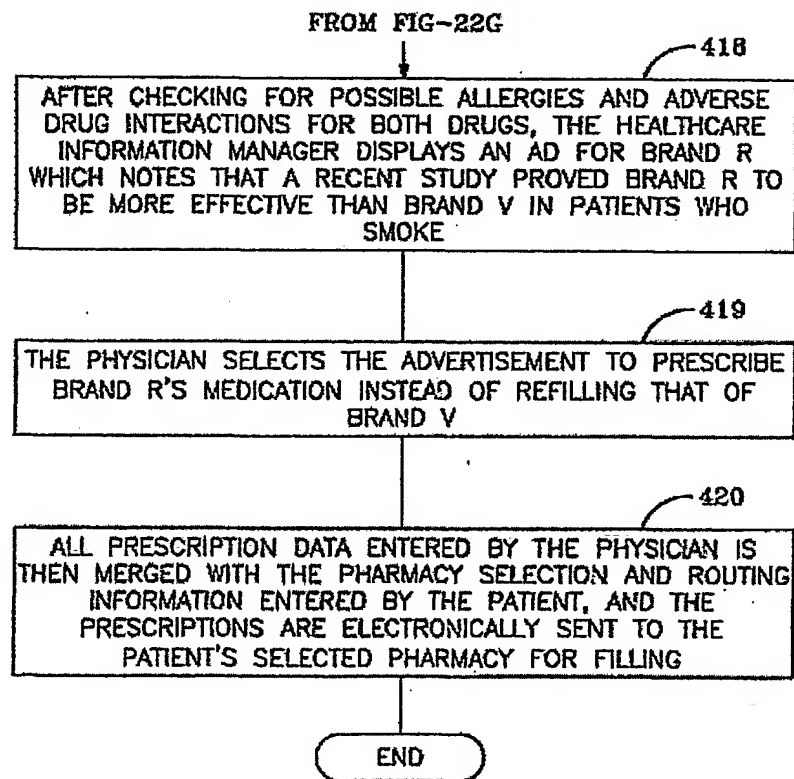 FROM FIG-22G
418
AFTER CHECKING FOR POSSIBLE ALLERGIES AND ADVERSE
DRUG INTERACTIONS FOR BOTH DRUGS, THE HEALTHCARE
INFORMATION MANAGER DISPLAYS AN AD FOR BRAND R
WHICH NOTES THAT A RECENT STUDY PROVED BRAND R TO
BE MORE EFFECTIVE THAN BRAND V IN PATIENTS WHO
SMOKE
419
THE PHYSICIAN SELECTS THE ADVERTISEMENT TO PRESCRIBE
BRAND R'S MEDICATION INSTEAD OF REFILLING THAT OF
BRAND V
420
ALL PRESCRIPTION DATA ENTERED BY THE PHYSICIAN IS
THEN MERGED WITH THE PHARMACY SELECTION AND ROUTING
INFORMATION ENTERED BY THE PATIENT, AND THE
PRESCRIPTIONS ARE ELECTRONICALLY SENT TO THE
PATIENT'S SELECTED PHARMACY FOR FILLING
END